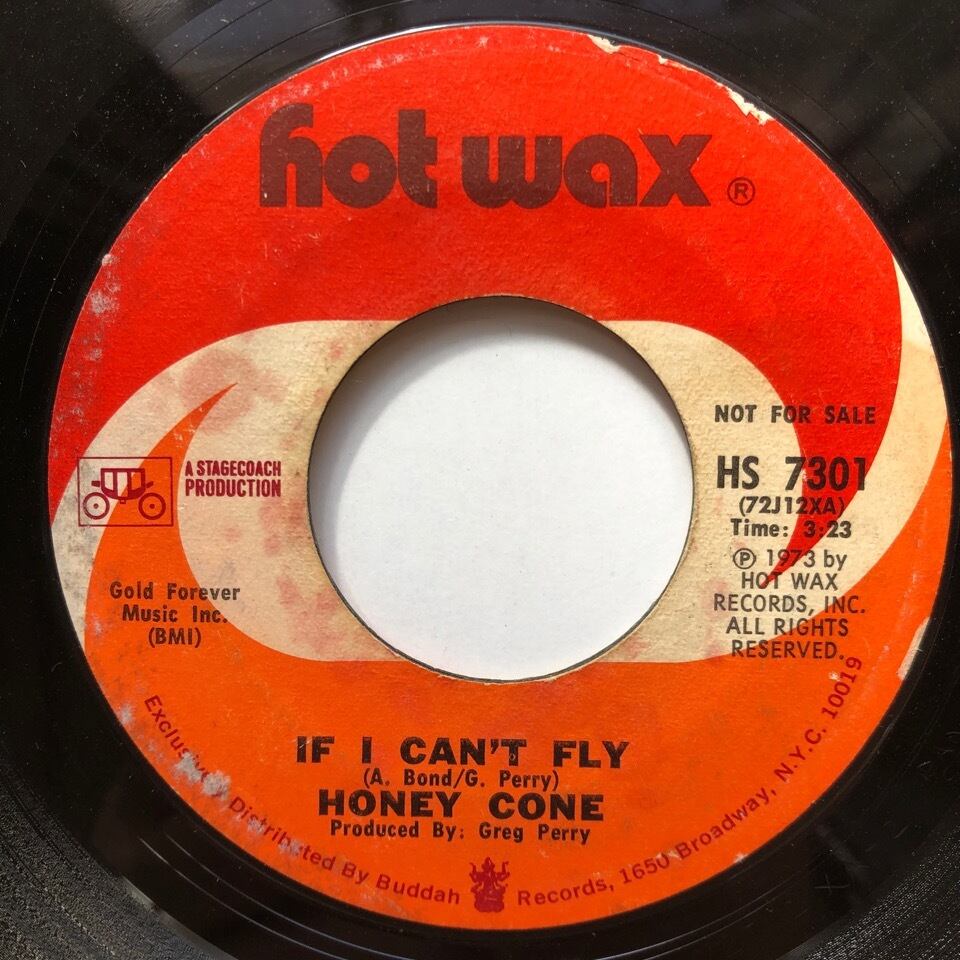 hot wax ®
NOT FOR SALE
HS 7301
(72J12XA)
Time: 3:23
Ⓟ 1973 by
HOT WAX
RECORDS, INC.
ALL RIGHTS
RESERVED.
A STAGECOACH
PRODUCTION
Gold Forever
Music Inc.
(BMI)
IF I CAN'T FLY
(A. Bond/G. Perry)
HONEY CONE
Produced By: Greg Perry
Exclusively Distributed By Buddah Records, 1650 Broadway, N.Y.C. 10019